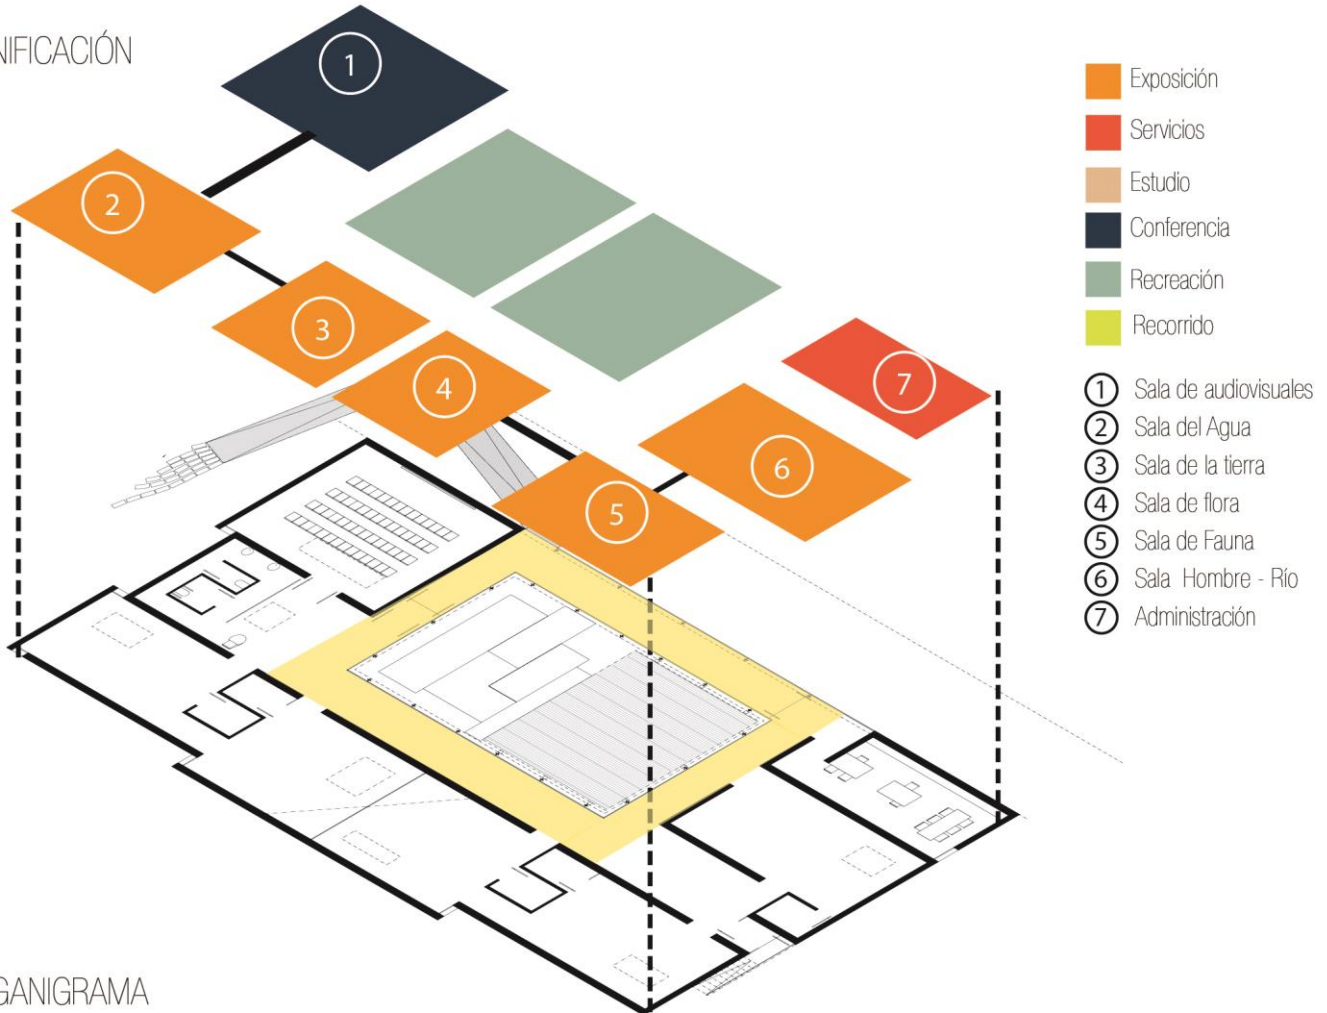 NIFICACIÓN
1
2
3
4
5
6
7
Exposición
Servicios
Estudio
Conferencia
Recreación
Recorrido
1 Sala de audiovisuales
2 Sala del Agua
3 Sala de la tierra
4 Sala de flora
5 Sala de Fauna
6 Sala Hombre - Río
7 Administración
GANIGRAMA